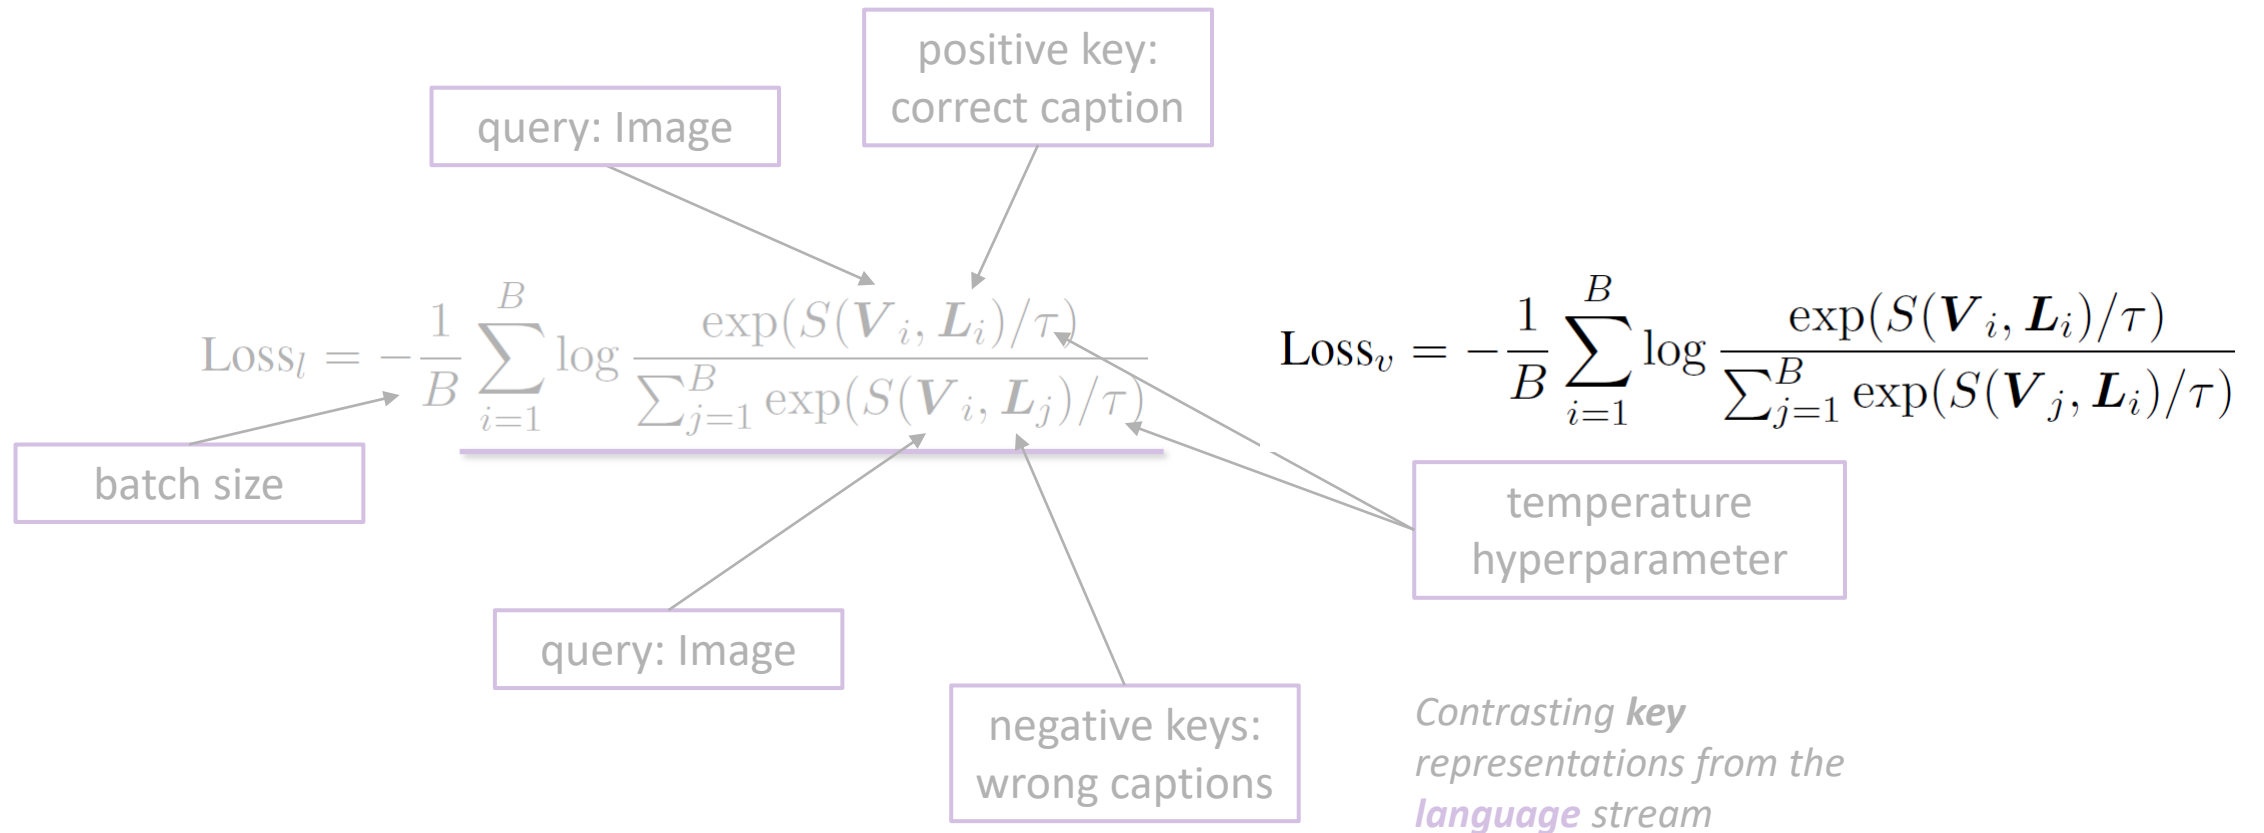 positive key:
correct caption
query: Image
Loss_l = -\frac{1}{B} \sum_{i=1}^{B} \log \frac{\exp(S(V_i, L_i)/\tau)}{\sum_{j=1}^{B} \exp(S(V_i, L_j)/\tau)}
Loss_v = -\frac{1}{B} \sum_{i=1}^{B} \log \frac{\exp(S(V_i, L_i)/\tau)}{\sum_{j=1}^{B} \exp(S(V_j, L_i)/\tau)}
batch size
temperature
hyperparameter
query: Image
negative keys:
wrong captions
Contrasting key
representations from the
language stream